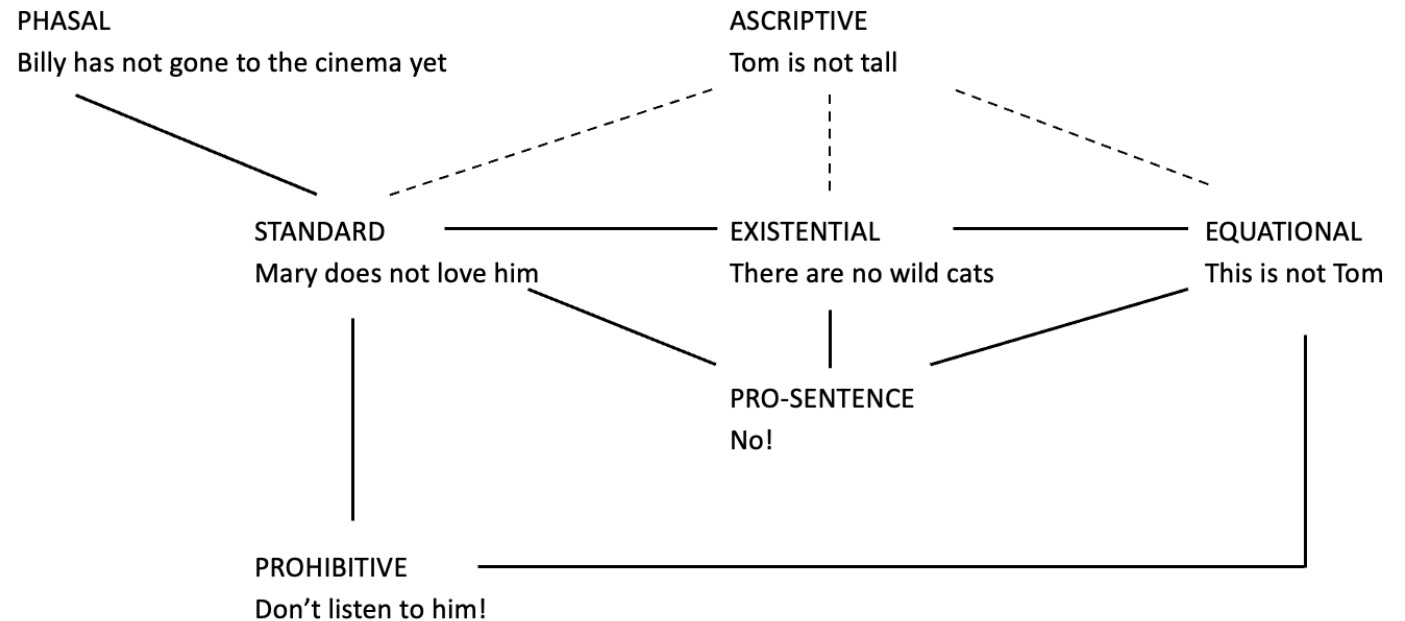 PHASAL
Billy has not gone to the cinema yet
ASCRIPTIVE
Tom is not tall
STANDARD
Mary does not love him
EXISTENTIAL
There are no wild cats
EQUATIONAL
This is not Tom
PRO-SENTENCE
No!
PROHIBITIVE
Don’t listen to him!